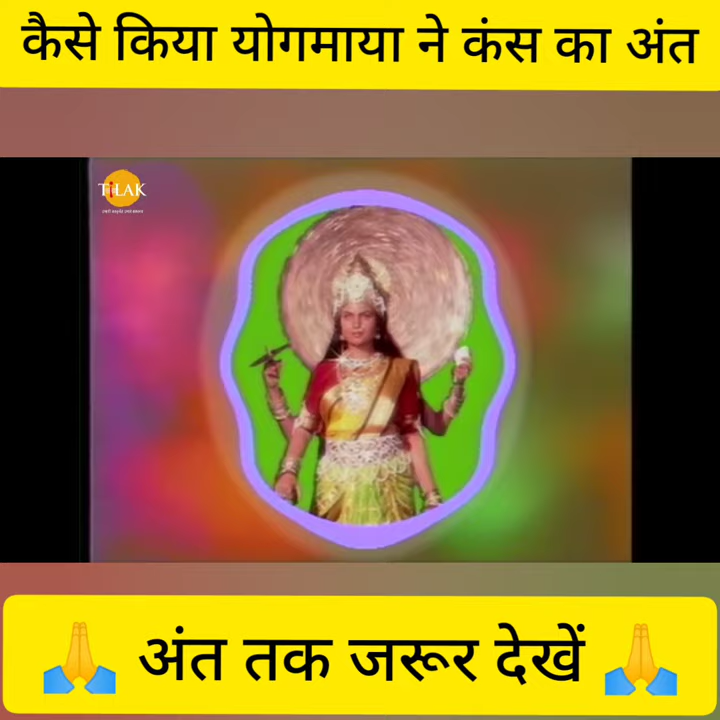 कैसे किया योगमाया ने कंस का अंत
TiLAK
🙏 अंत तक जरूर देखें 🙏